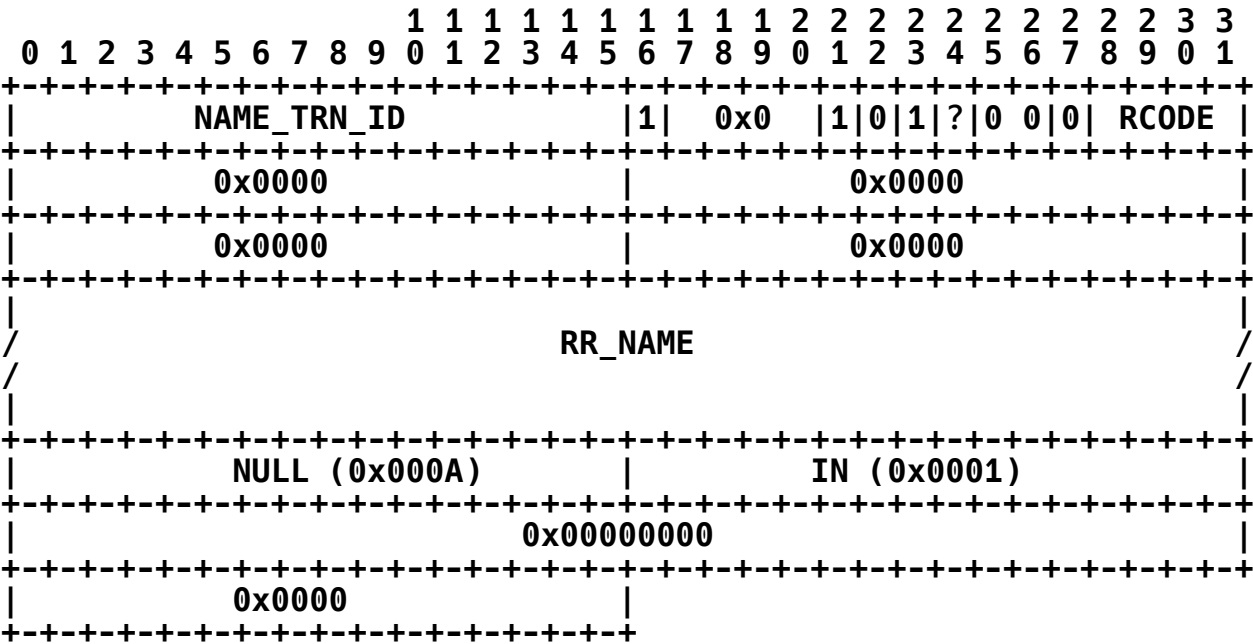 1 1 1 1 1 1 1 1 1 1 2 2 2 2 2 2 2 2 2 2 3 3
 0 1 2 3 4 5 6 7 8 9 0 1 2 3 4 5 6 7 8 9 0 1 2 3 4 5 6 7 8 9 0 1
+-+-+-+-+-+-+-+-+-+-+-+-+-+-+-+-+-+-+-+-+-+-+-+-+-+-+-+-+-+-+-+-+
|         NAME_TRN_ID           |1|  0x0  |1|0|1|?|0 0|0| RCODE |
+-+-+-+-+-+-+-+-+-+-+-+-+-+-+-+-+-+-+-+-+-+-+-+-+-+-+-+-+-+-+-+-+
|          0x0000               |           0x0000              |
+-+-+-+-+-+-+-+-+-+-+-+-+-+-+-+-+-+-+-+-+-+-+-+-+-+-+-+-+-+-+-+-+
|          0x0000               |           0x0000              |
+-+-+-+-+-+-+-+-+-+-+-+-+-+-+-+-+-+-+-+-+-+-+-+-+-+-+-+-+-+-+-+-+
|                                                               |
/                            RR_NAME                            /
/                                                               /
|                                                               |
+-+-+-+-+-+-+-+-+-+-+-+-+-+-+-+-+-+-+-+-+-+-+-+-+-+-+-+-+-+-+-+-+
|           NULL (0x000A)       |         IN (0x0001)           |
+-+-+-+-+-+-+-+-+-+-+-+-+-+-+-+-+-+-+-+-+-+-+-+-+-+-+-+-+-+-+-+-+
|                          0x00000000                           |
+-+-+-+-+-+-+-+-+-+-+-+-+-+-+-+-+-+-+-+-+-+-+-+-+-+-+-+-+-+-+-+-+
|           0x0000              |
+-+-+-+-+-+-+-+-+-+-+-+-+-+-+-+-+